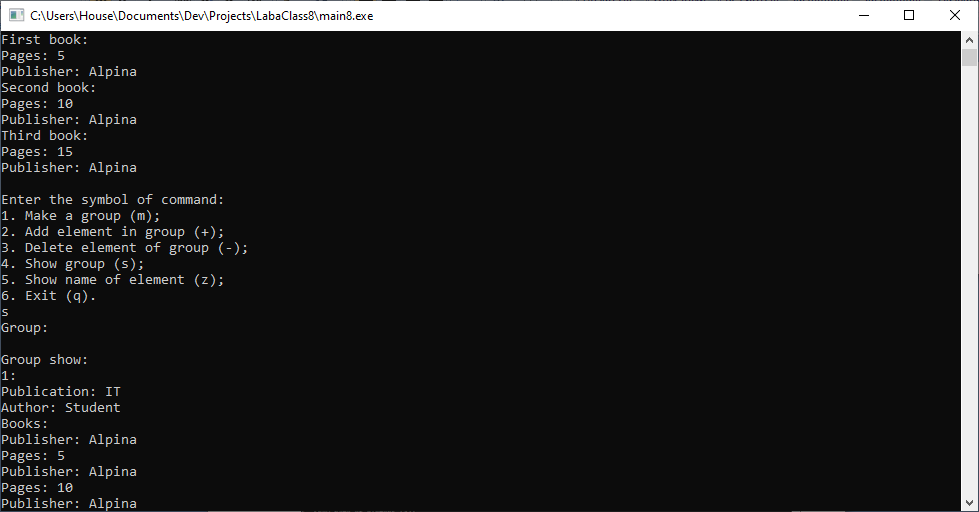 C:\Users\House\Documents\Dev\Projects\LabaClass8\main8.exe
First book:
Pages: 5
Publisher: Alpina
Second book:
Pages: 10
Publisher: Alpina
Third book:
Pages: 15
Publisher: Alpina
Enter the symbol of command:
1. Make a group (m);
2. Add element in group (+);
3. Delete element of group (-);
4. Show group (s);
5. Show name of element (z);
6. Exit (q).
s
Group:
Group show:
1:
Publication: IT
Author: Student
Books:
Publisher: Alpina
Pages: 5
Publisher: Alpina
Pages: 10
Publisher: Alpina